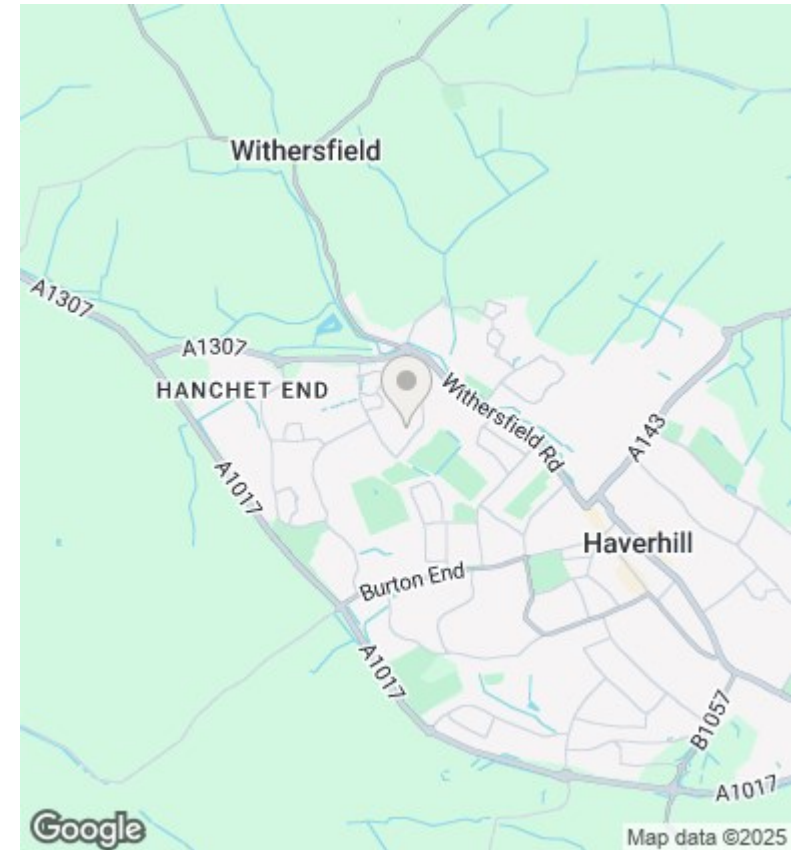 Withersfield
A1307
A1307
HANCHET END
Withersfield Rd
A143
A1017
Haverhill
Burton End
A1017
B1057
A1017
Google
Map data ©2025